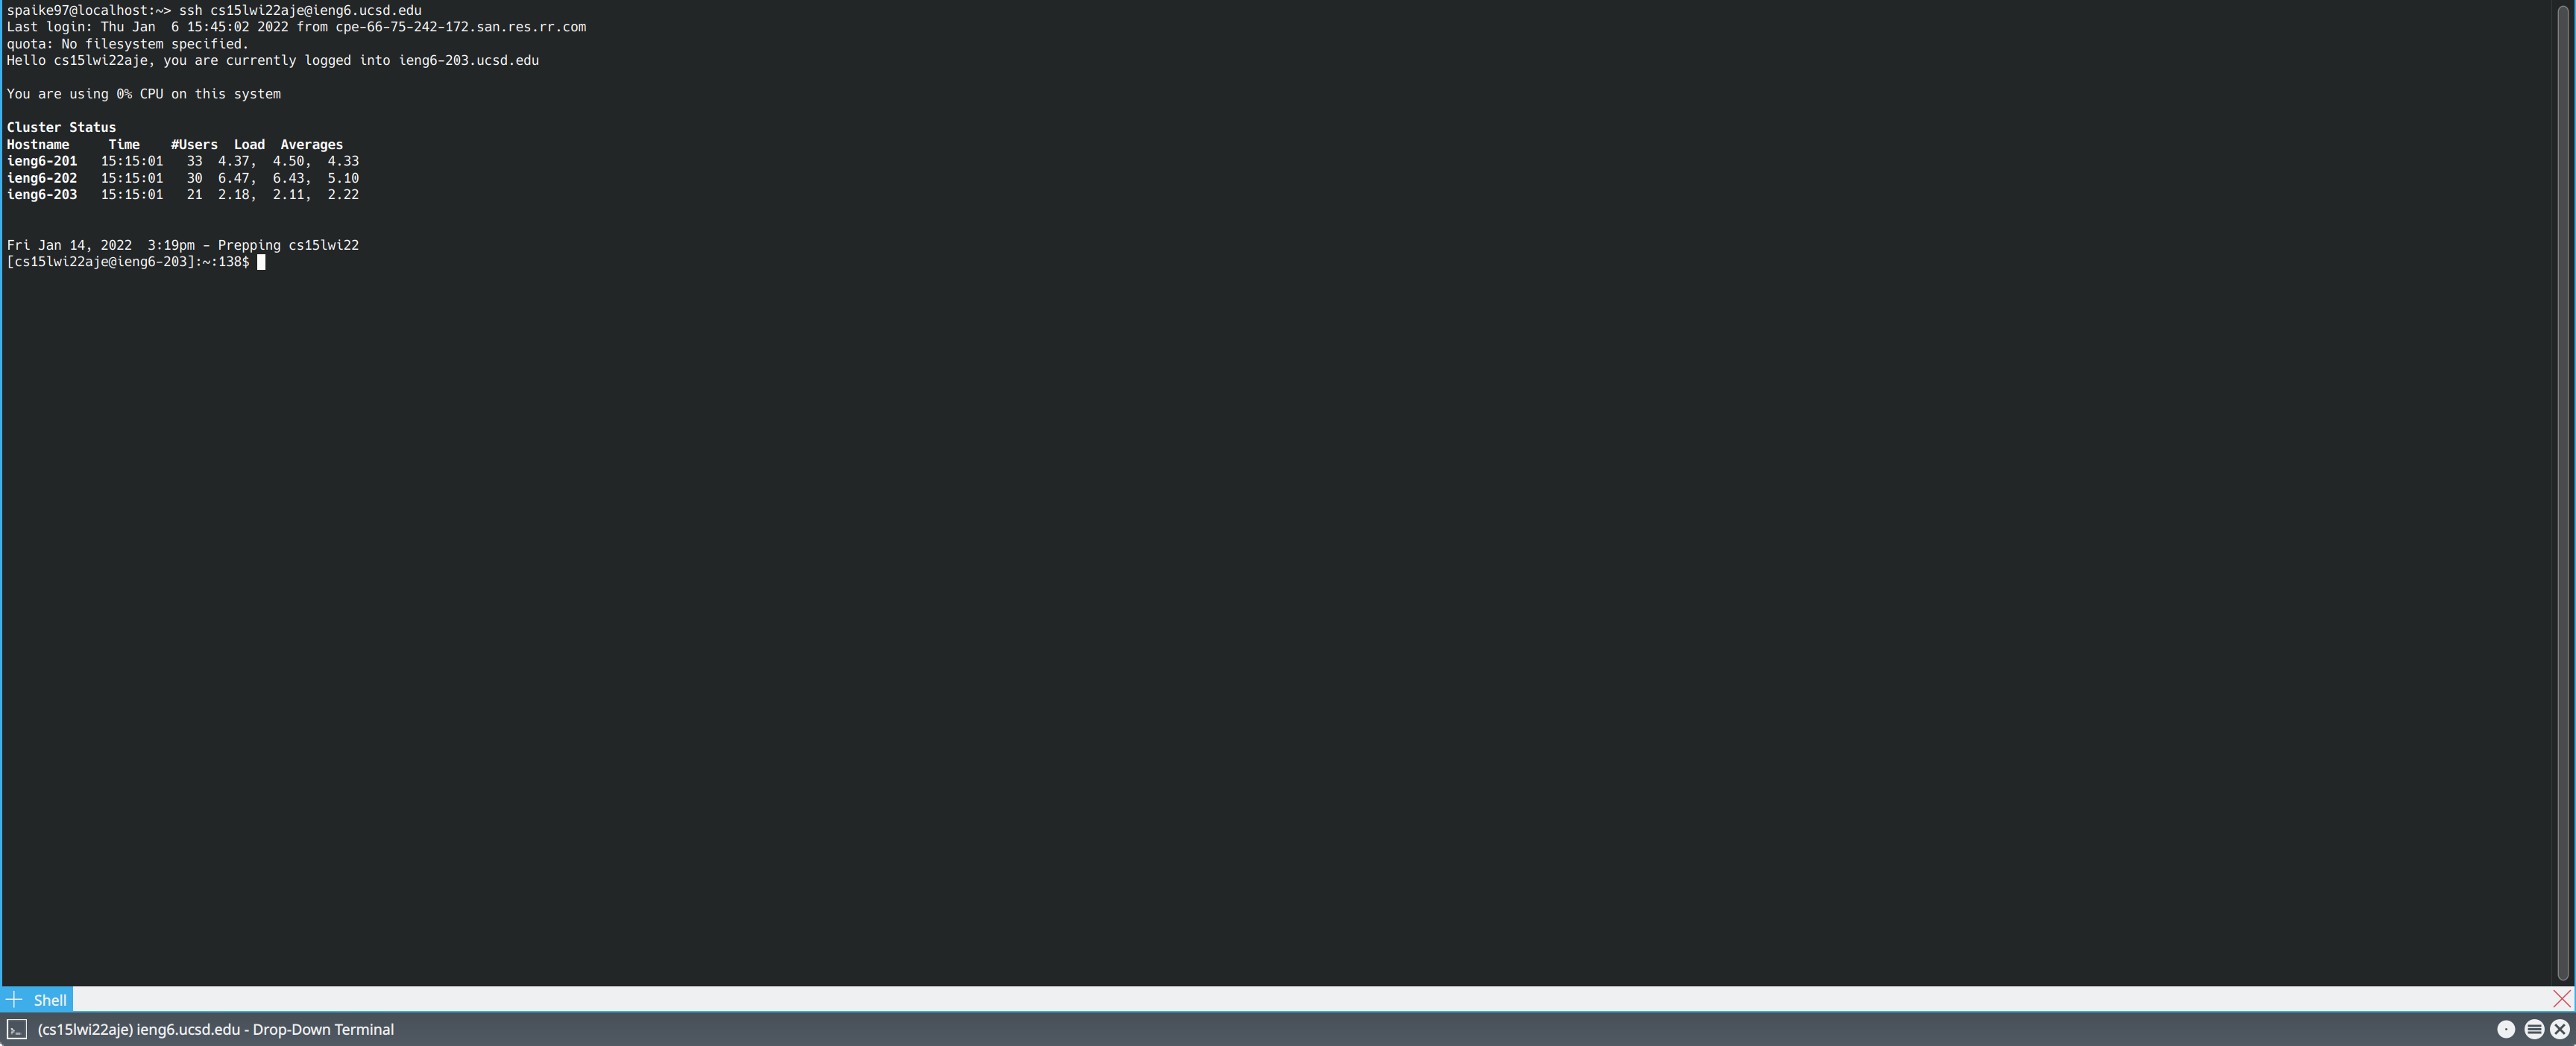 spaike97@localhost:~> ssh cs15lwi22aje@ieng6.ucsd.edu
Last login: Thu Jan  6 15:45:02 2022 from cpe-66-75-242-172.san.res.rr.com
quota: No filesystem specified.
Hello cs15lwi22aje, you are currently logged into ieng6-203.ucsd.edu
You are using 0% CPU on this system
Cluster Status
Hostname     Time    #Users  Load  Averages
ieng6-201   15:15:01   33  4.37,  4.50,  4.33
ieng6-202   15:15:01   30  6.47,  6.43,  5.10
ieng6-203   15:15:01   21  2.18,  2.11,  2.22
Fri Jan 14, 2022  3:19pm - Prepping cs15lwi22
[cs15lwi22aje@ieng6-203]:~:138$
Shell
(cs15lwi22aje) ieng6.ucsd.edu - Drop-Down Terminal